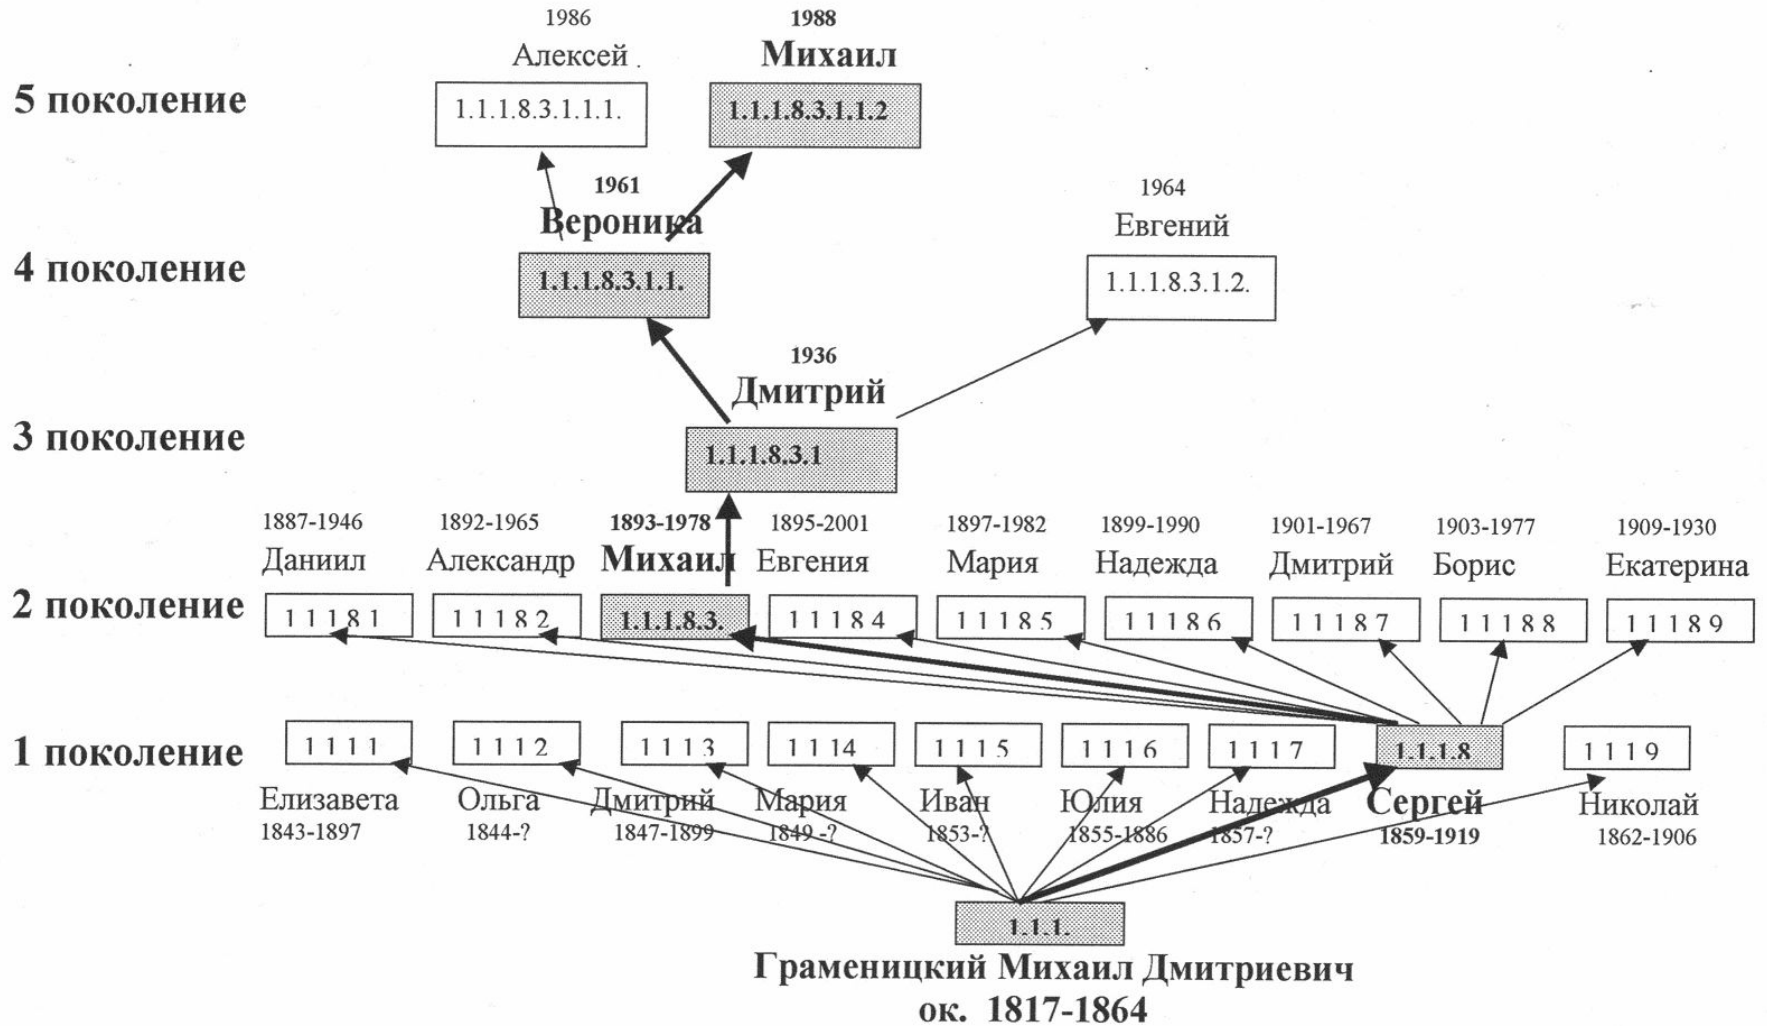 1986 1988
Алексей. Михаил
5 поколение 1.1.1.8.3.1.1.1. 1.1.1.8.3.1.1.2
1961 1964
Вероника Евгений
4 поколение 1.1.1.8.3.1.1. 1.1.1.8.3.1.2.
1936
Дмитрий
3 поколение 1.1.1.8.3.1
1887-1946 1892-1965 1893-1978 1895-2001 1897-1982 1899-1990 1901-1967 1903-1977 1909-1930
Даниил Александр Михаил Евгения Мария Надежда Дмитрий Борис Екатерина
2 поколение 1 1 1 8 1 1 1 1 8 2 1.1.1.8.3. 1 1 1 8 4 1 1 1 8 5 1 1 1 8 6 1 1 1 8 7 1 1 1 8 8 1 1 1 8 9
1 поколение 1 1 1 1 1 1 1 2 1 1 1 3 1 1 1 4 1 1 1 5 1 1 1 6 1 1 1 7 1.1.1.8 1 1 1 9
Елизавета Ольга Дмитрий Мария Иван Юлия Надежда Сергей Николай
1843-1897 1844-? 1847-1899 1849-? 1853-? 1855-1886 1857-? 1859-1919 1862-1906
1.1.1.
Граменицкий Михаил Дмитриевич
ок. 1817-1864